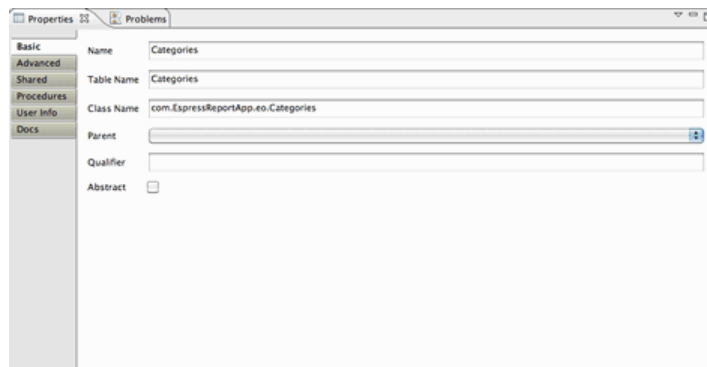 Properties Problems
Basic
Advanced
Shared
Procedures
User Info
Docs
Name Categories
Table Name Categories
Class Name com.EspressReportApp.eo.Categories
Parent
Qualifier
Abstract